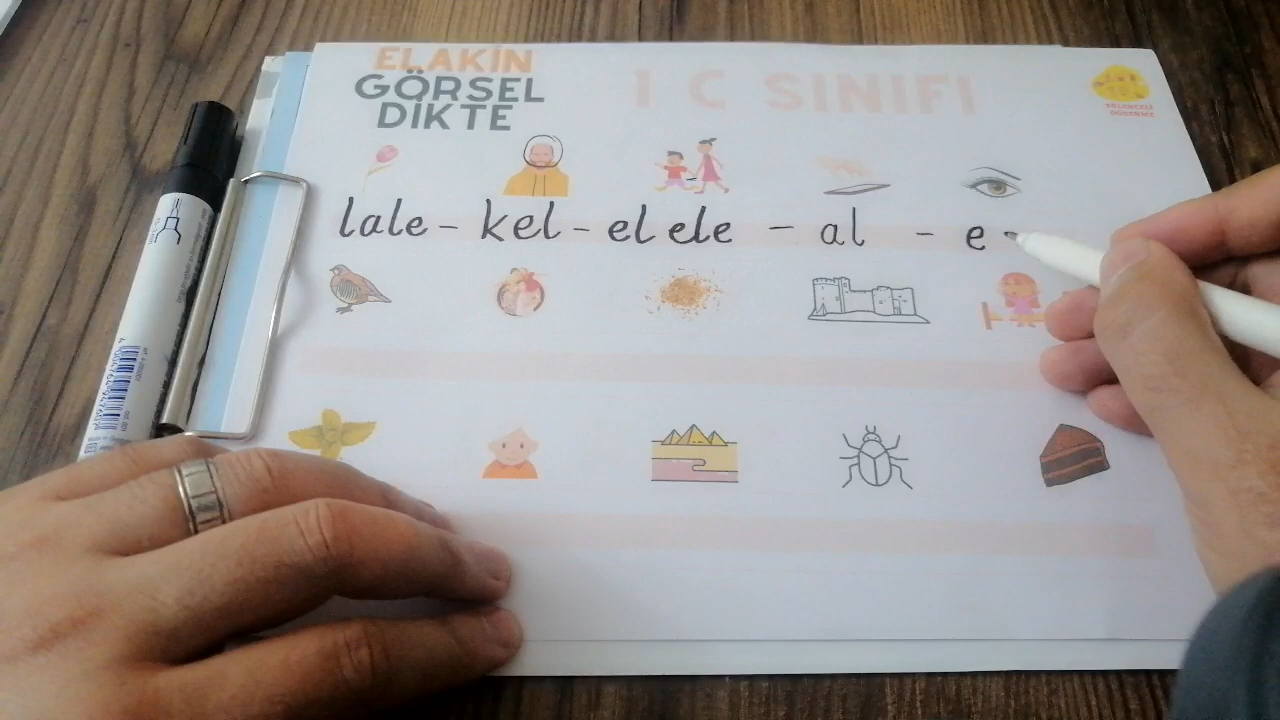 ELAKİN
GÖRSEL
DİKTE
1 C SINIFI
lale - kel - el ele - al - e